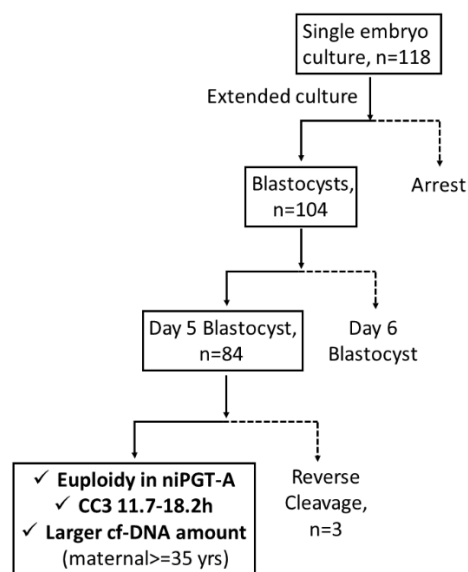 Single embryo
culture, n=118
Extended culture
Blastocysts,
n=104
Arrest
Day 5 Blastocyst,
n=84
Day 6
Blastocyst
✓ Euploidy in niPGT-A
✓ CC3 11.7-18.2h
✓ Larger cf-DNA amount
(maternal>=35 yrs)
Reverse
Cleavage,
n=3